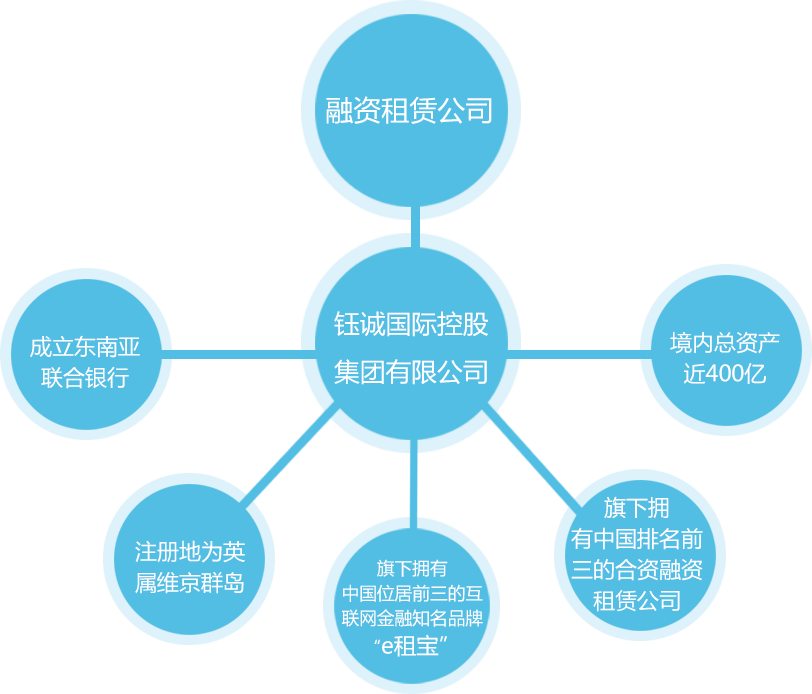 融资租赁公司
钰诚国际控股
集团有限公司
成立东南亚
联合银行
境内总资产
近400亿
注册地为英
属维京群岛
旗下拥有
中国位居前三的互
联网金融知名品牌
“e租宝”
旗下拥
有中国排名前
三的合资融资
租赁公司